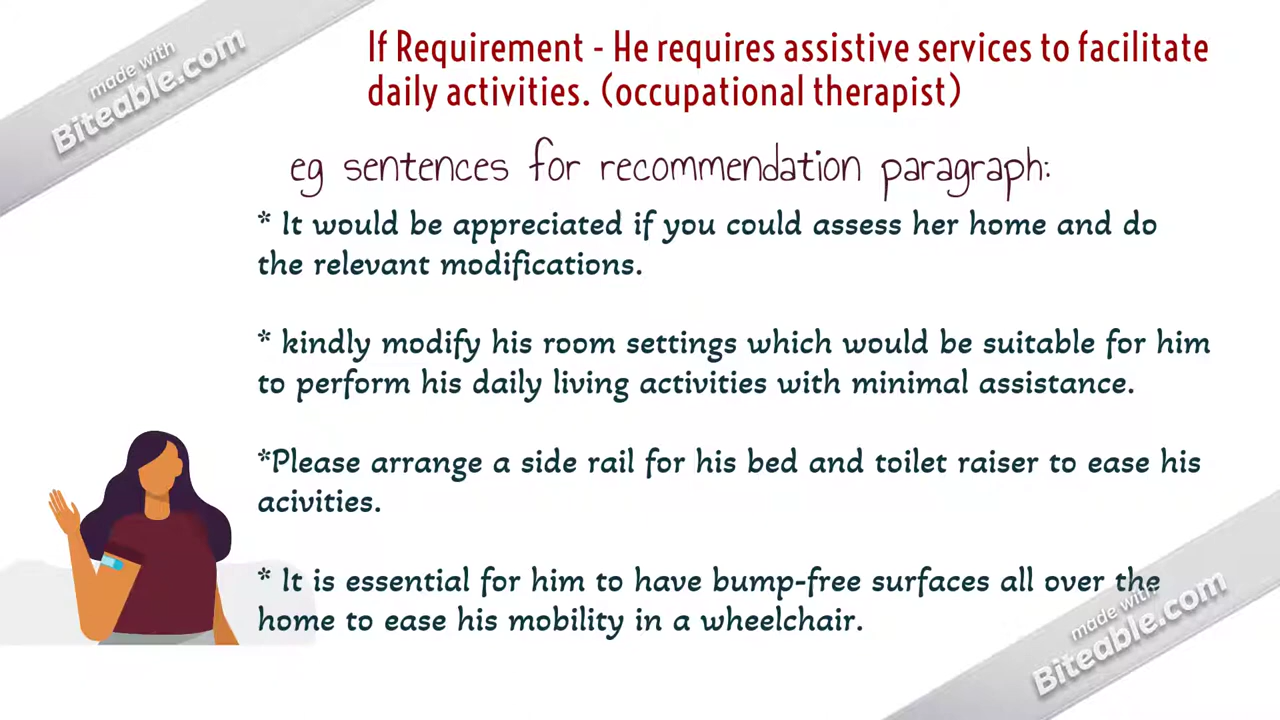 made with
Biteable.com
If Requirement - He requires assistive services to facilitate
daily activities. (occupational therapist)
eg sentences for recommendation paragraph:
* It would be appreciated if you could assess her home and do
the relevant modifications.
* kindly modify his room settings which would be suitable for him
to perform his daily living activities with minimal assistance.
*Please arrange a side rail for his bed and toilet raiser to ease his
acivities.
* It is essential for him to have bump-free surfaces all over the
home to ease his mobility in a wheelchair.
made with
Biteable.com